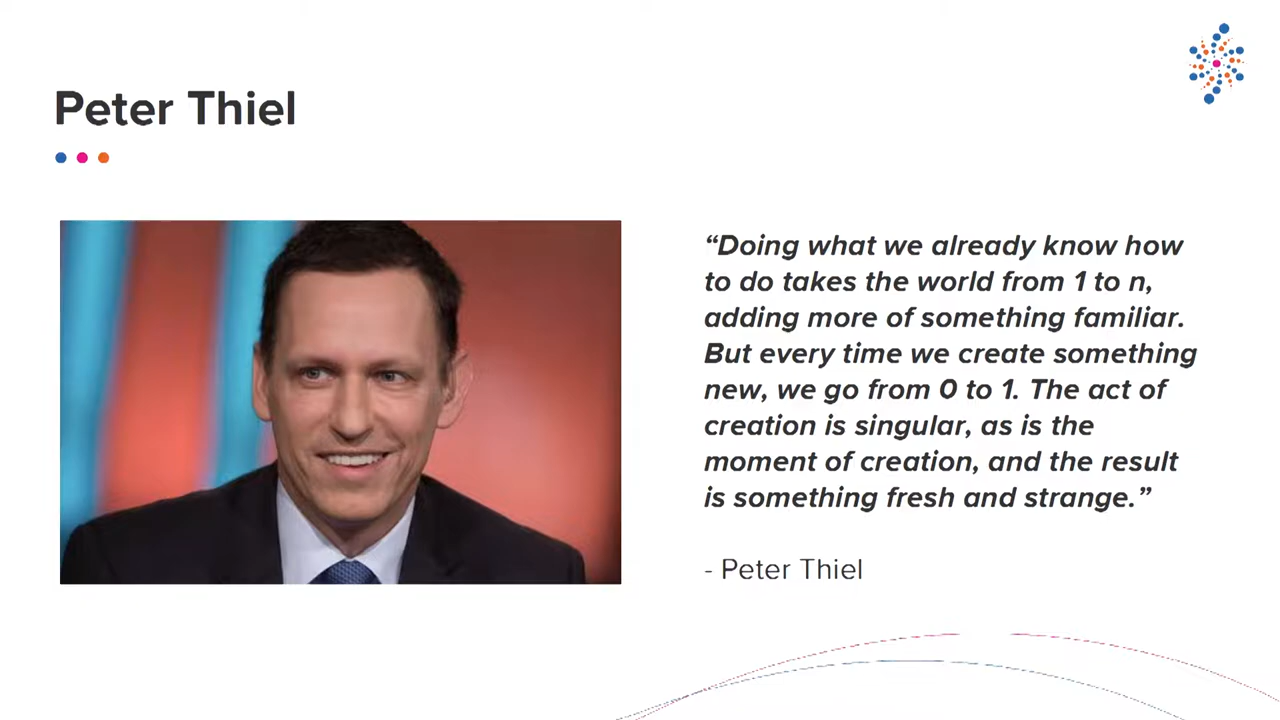 Peter Thiel
“Doing what we already know how
to do takes the world from 1 to n,
adding more of something familiar.
But every time we create something
new, we go from 0 to 1. The act of
creation is singular, as is the
moment of creation, and the result
is something fresh and strange.”
- Peter Thiel